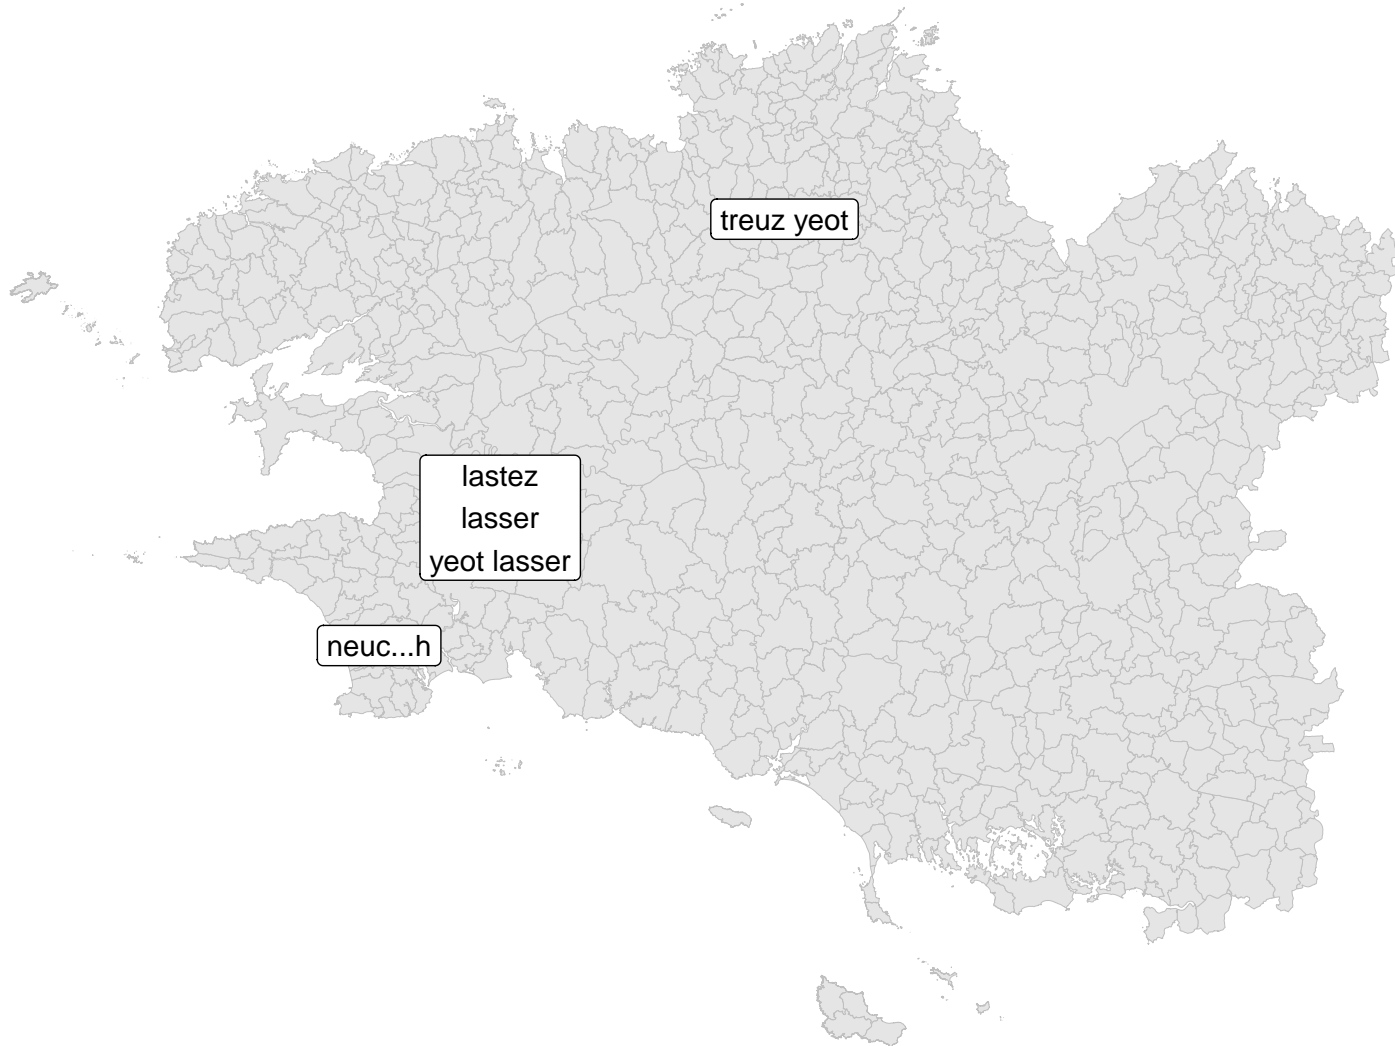 treuz yeot
lastez
lasser
yeot lasser
neuc...h